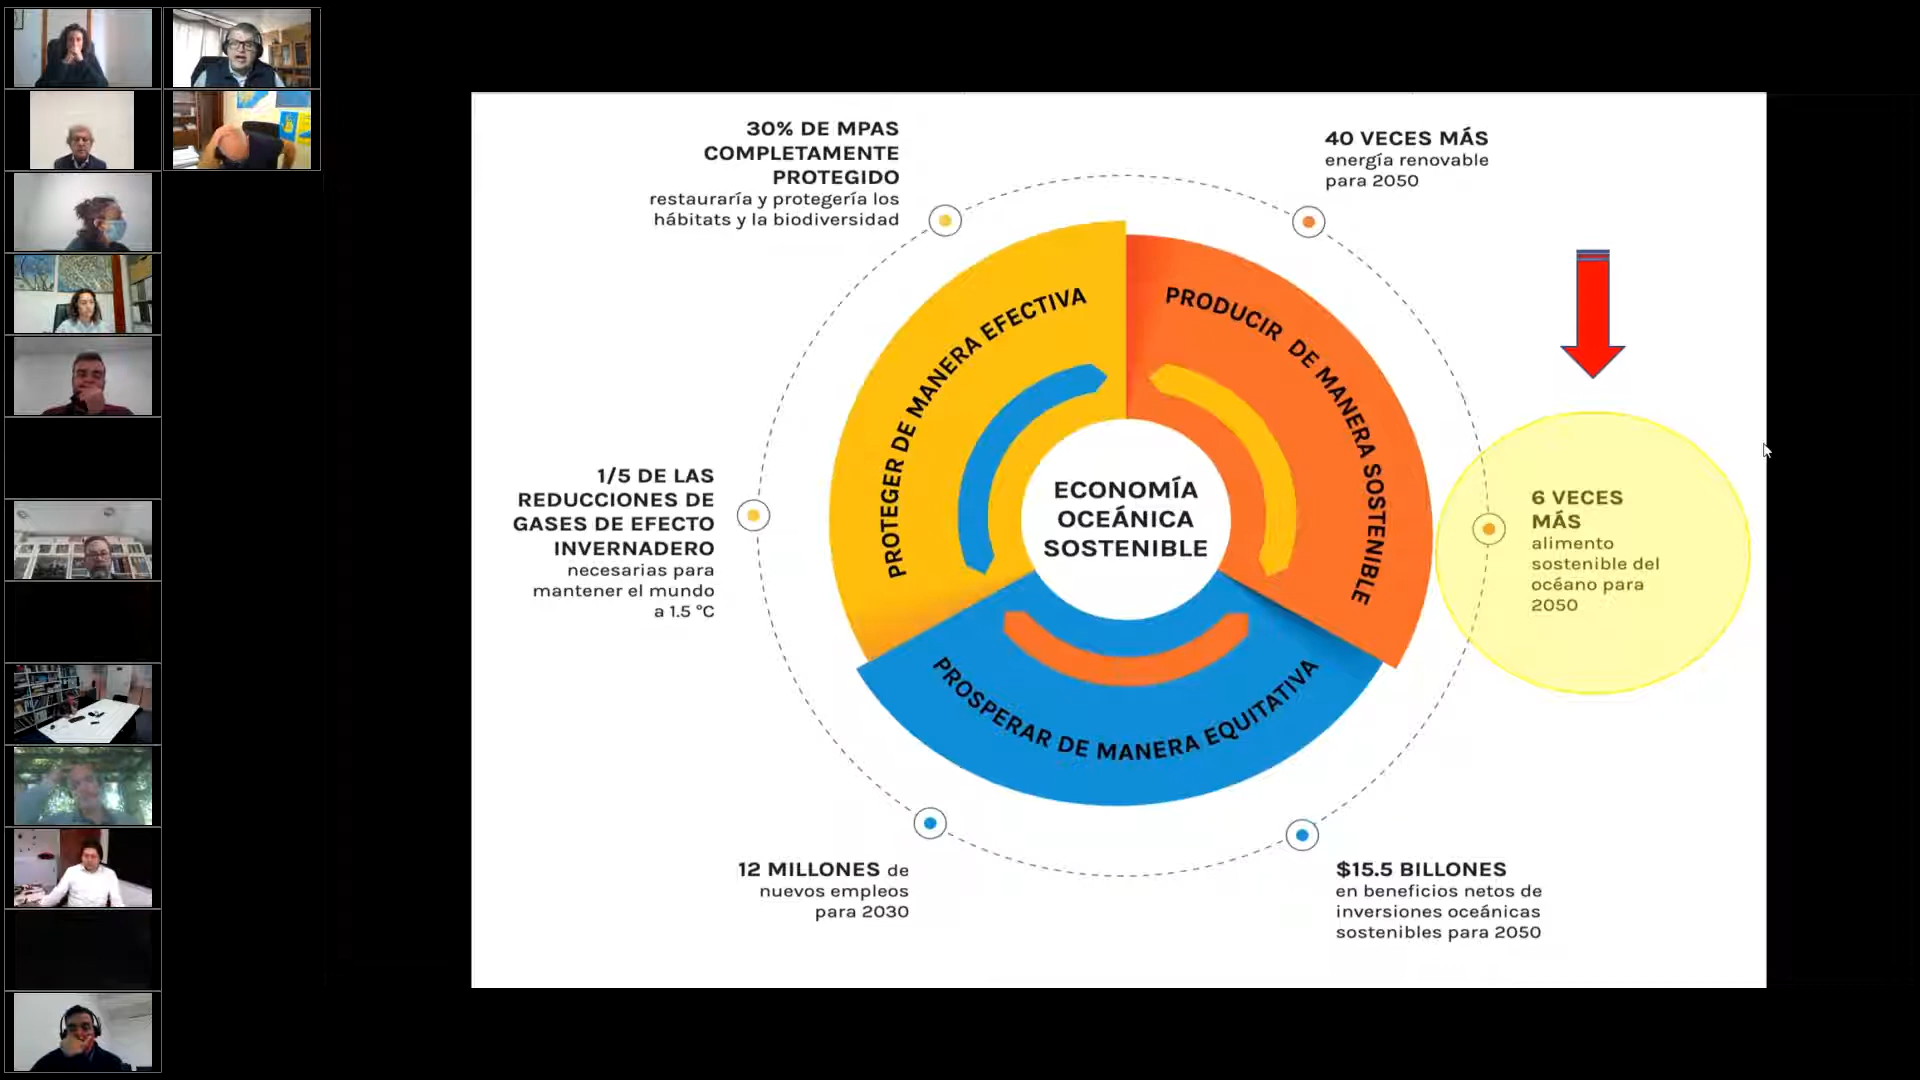 30% DE MPAS
COMPLETAMENTE
PROTEGIDO
restauraría y protegería los
hábitats y la biodiversidad
40 VECES MÁS
energía renovable
para 2050
PROTEGER DE MANERA EFECTIVA
PRODUCIR DE MANERA SOSTENIBLE
1/5 DE LAS
REDUCCIONES DE
GASES DE EFECTO
INVERNADERO
necesarias para
mantener el mundo
a 1.5 °C
ECONOMÍA
OCEÁNICA
SOSTENIBLE
6 VECES
MÁS
alimento
sostenible del
océano para
2050
PROSPERAR DE MANERA EQUITATIVA
12 MILLONES de
nuevos empleos
para 2030
$15.5 BILLONES
en beneficios netos de
inversiones oceánicas
sostenibles para 2050